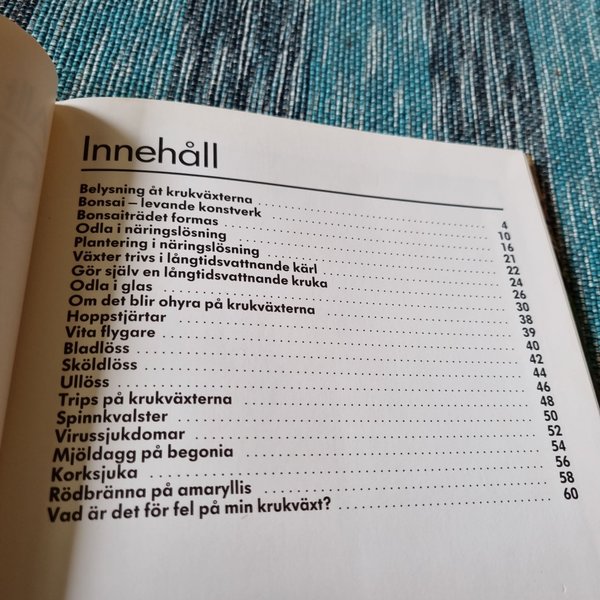 Innehåll
Belysning åt krukväxterna 4
Bonsai – levande konstverk 10
Bonsaiträdet formas 16
Odla i näringslösning 21
Plantering i näringslösning 22
Växter trivs i långtidsvattnande kärl 24
Gör själv en långtidsvattnande kruka 26
Odla i glas 30
Om det blir ohyra på krukväxterna 38
Hoppstjärtar 39
Vita flygare 40
Bladlöss 42
Sköldlöss 44
Ullöss 46
Trips på krukväxterna 48
Spinnkvalster 50
Virussjukdomar 52
Mjöldagg på begonia 54
Korksjuka 56
Rödbränna på amaryllis 58
Vad är det för fel på min krukväxt? 60